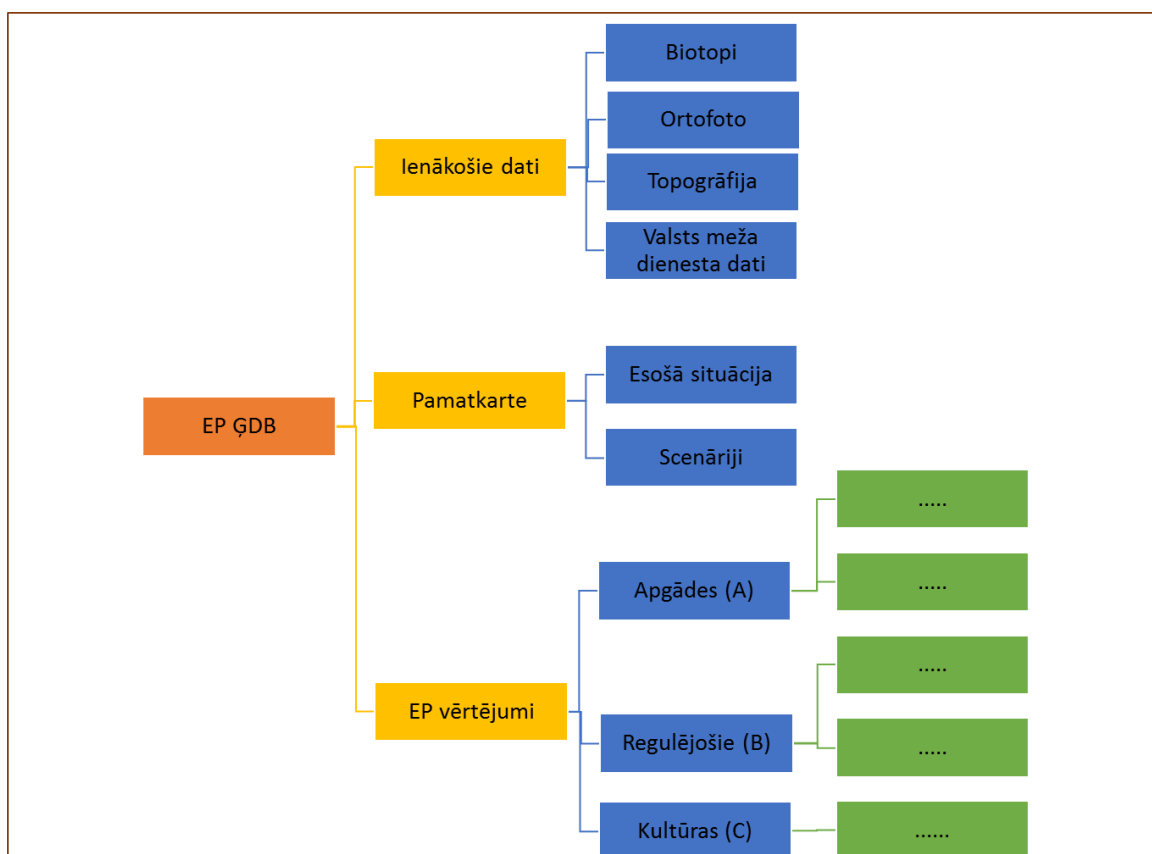 Biotopi
Ortofoto
Ienākošie dati
Topogrāfija
Valsts meža
dienesta dati
Esošā situācija
Pamatkarte
EP ĢDB
Scenāriji
.....
Apgādes (A)
.....
.....
EP vērtējumi
Regulējošie (B)
.....
Kultūras (C)
......